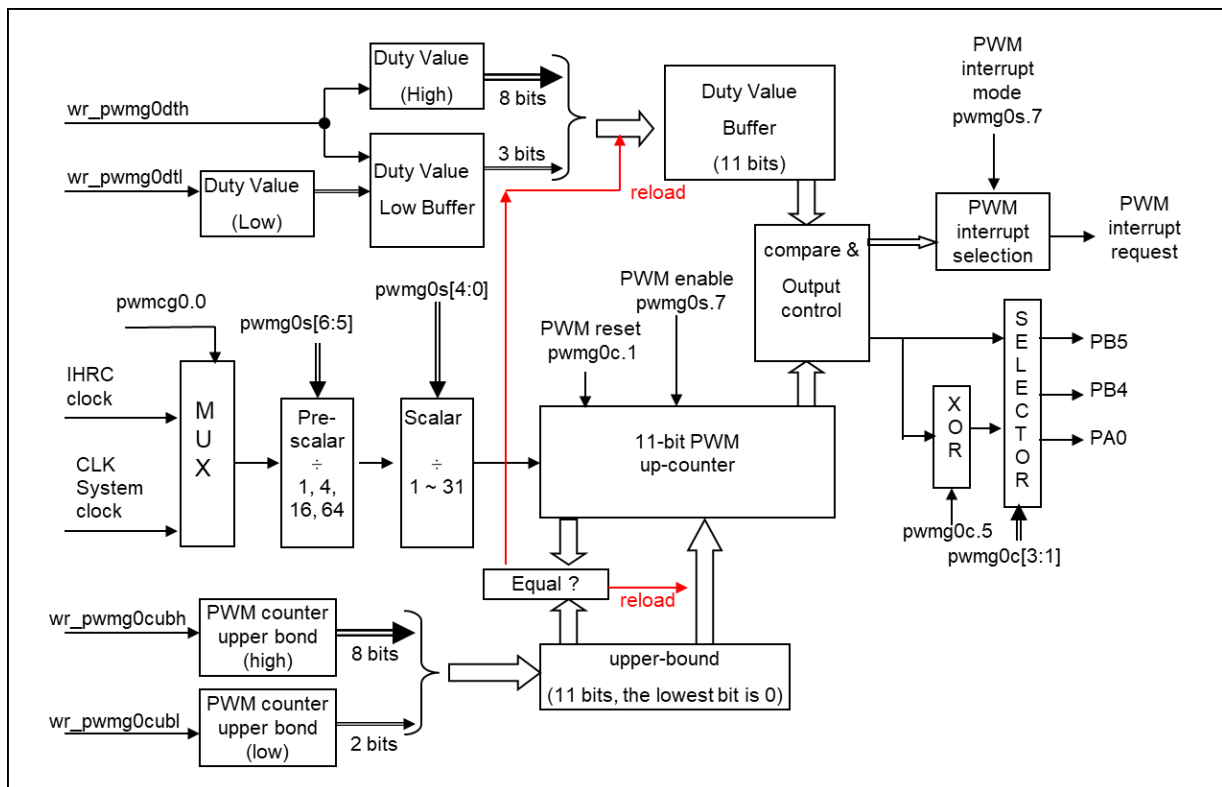 wr_pwmg0dth
Duty Value
(High)
8 bits
wr_pwmg0dtl
Duty Value
(Low)
Duty Value
Low Buffer
3 bits
reload
Duty Value
Buffer
(11 bits)
PWM
interrupt
mode
pwmg0s.7
PWM
interrupt
selection
PWM
interrupt
request
compare &
Output
control
pwmcg0.0
IHRC
clock
CLK
System
clock
MUX
pwmg0s[6:5]
Pre-
scalar
÷
1, 4,
16, 64
pwmg0s[4:0]
Scalar
÷
1 ~ 31
PWM reset
pwmg0c.1
PWM enable
pwmg0s.7
11-bit PWM
up-counter
XOR
pwmg0c.5
SELECTOR
pwmg0c[3:1]
PB5
PB4
PA0
Equal ?
reload
wr_pwmg0cubh
PWM counter
upper bond
(high)
8 bits
wr_pwmg0cubl
PWM counter
upper bond
(low)
2 bits
upper-bound
(11 bits, the lowest bit is 0)